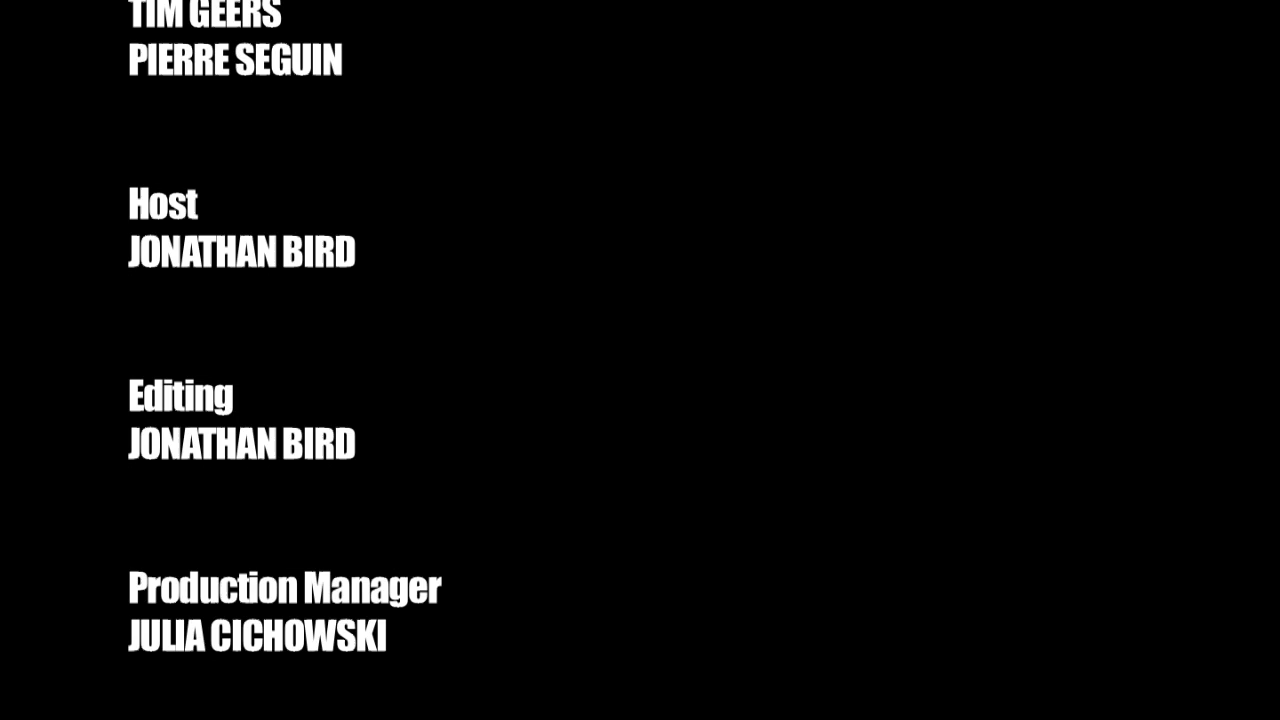 TIM GEERS
PIERRE SEGUIN
Host
JONATHAN BIRD
Editing
JONATHAN BIRD
Production Manager
JULIA CICHOWSKI